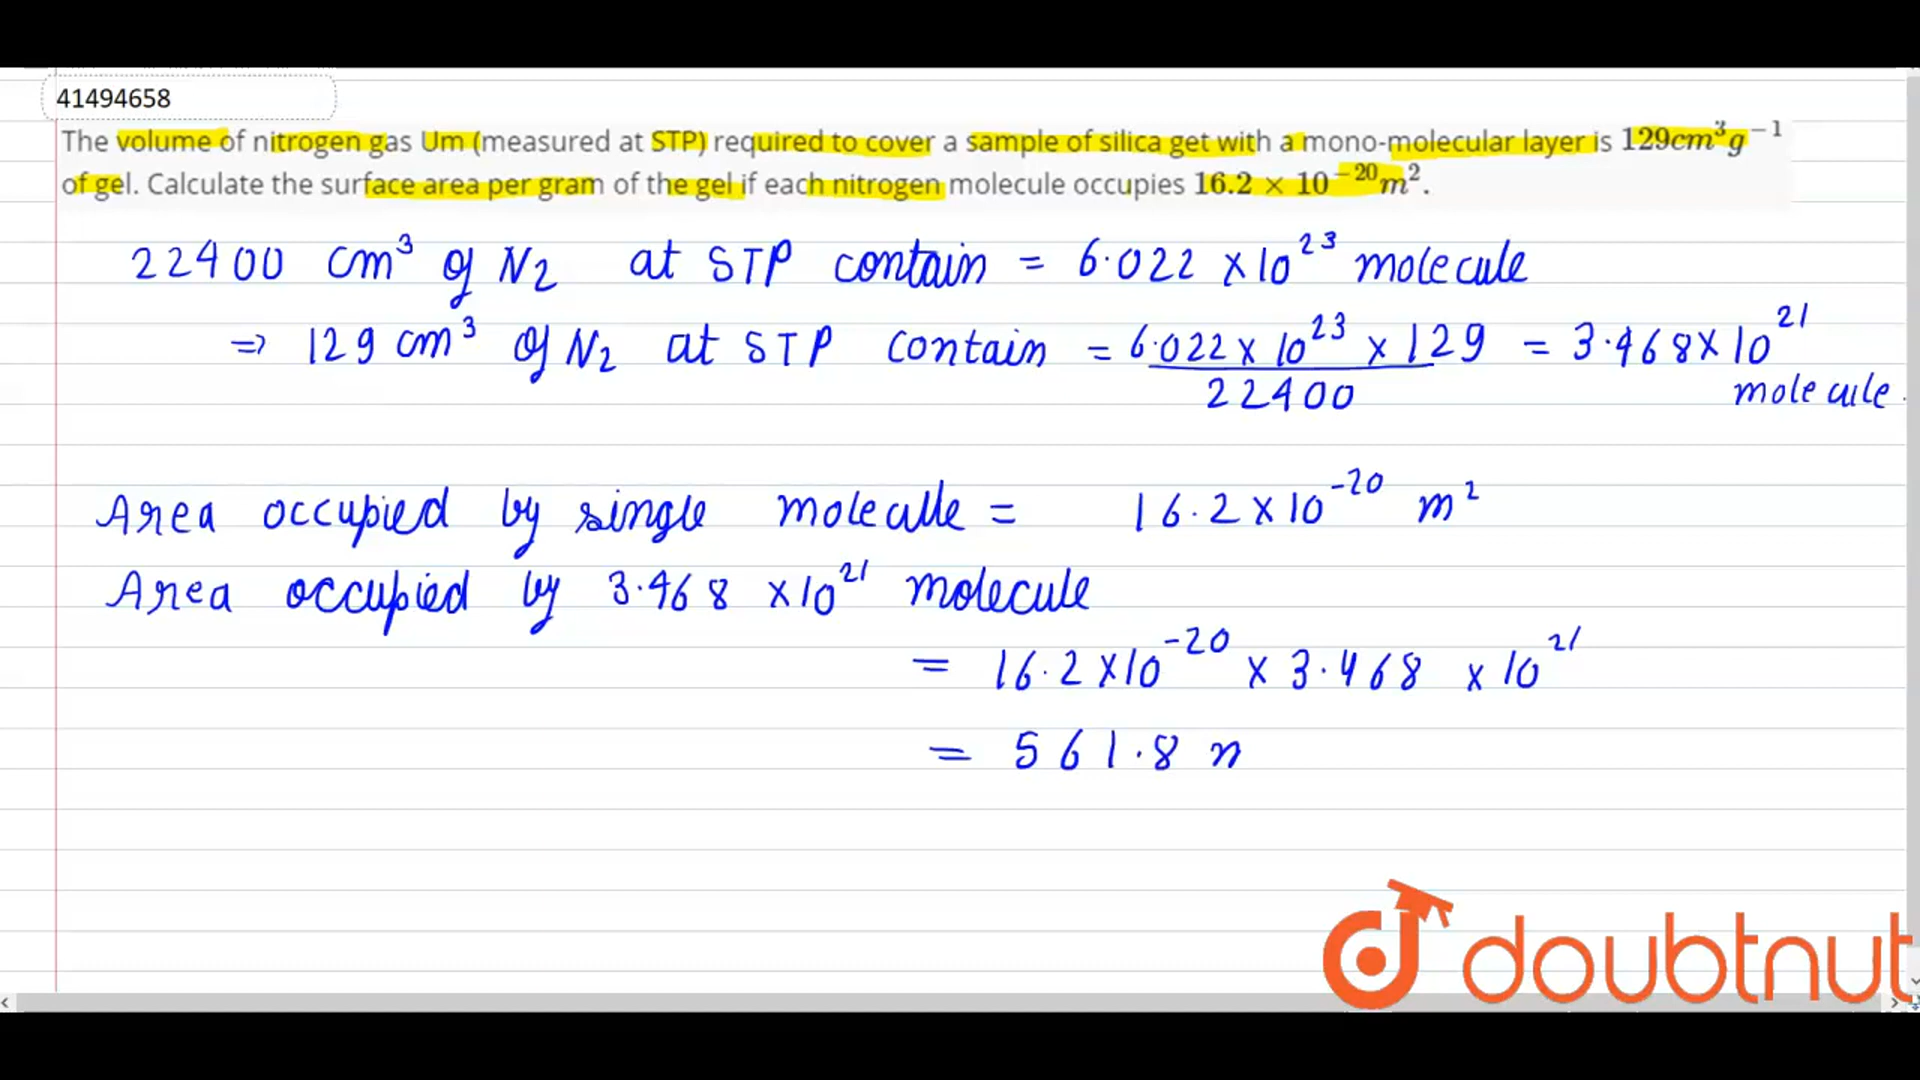 41494658
The volume of nitrogen gas Um (measured at STP) required to cover a sample of silica get with a mono-molecular layer is 129cm³g⁻¹
of gel. Calculate the surface area per gram of the gel if each nitrogen molecule occupies 16.2 × 10⁻²⁰m².
22400 cm³ of N₂ at STP contain = 6.022 × 10²³ molecule
⇒ 129 cm³ of N₂ at STP contain = 6.022 × 10²³ × 129 / 22400 = 3.468 × 10²¹
molecule
Area occupied by single molecule = 16.2 × 10⁻²⁰ m²
Area occupied by 3.468 × 10²¹ molecule
= 16.2 × 10⁻²⁰ × 3.468 × 10²¹
= 561.8 m
doubtnut